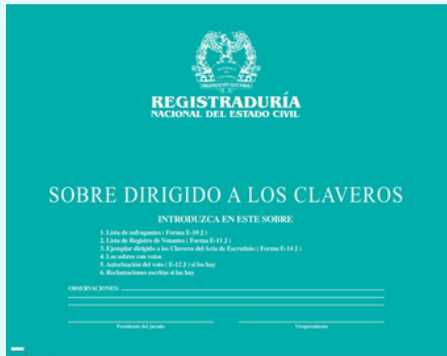 ORGANIZACIÓN ELECTORAL
REGISTRADURÍA
NACIONAL DEL ESTADO CIVIL
SOBRE DIRIGIDO A LOS CLAVEROS
INTRODUZCA EN ESTE SOBRE
1. Lista de sufragantes ( Forma E-10 J )
2. Lista de Registro de Votantes ( Forma E-11 J )
3. Ejemplar dirigido a los Claveros del Acta de Escrutinio ( Forma E-14 J )
4. Los sobres con votos
5. Autorización del voto ( E-12 J ) si los hay
6. Reclamaciones escritas si las hay
OBSERVACIONES:
Presidente del jurado Vicepresidente